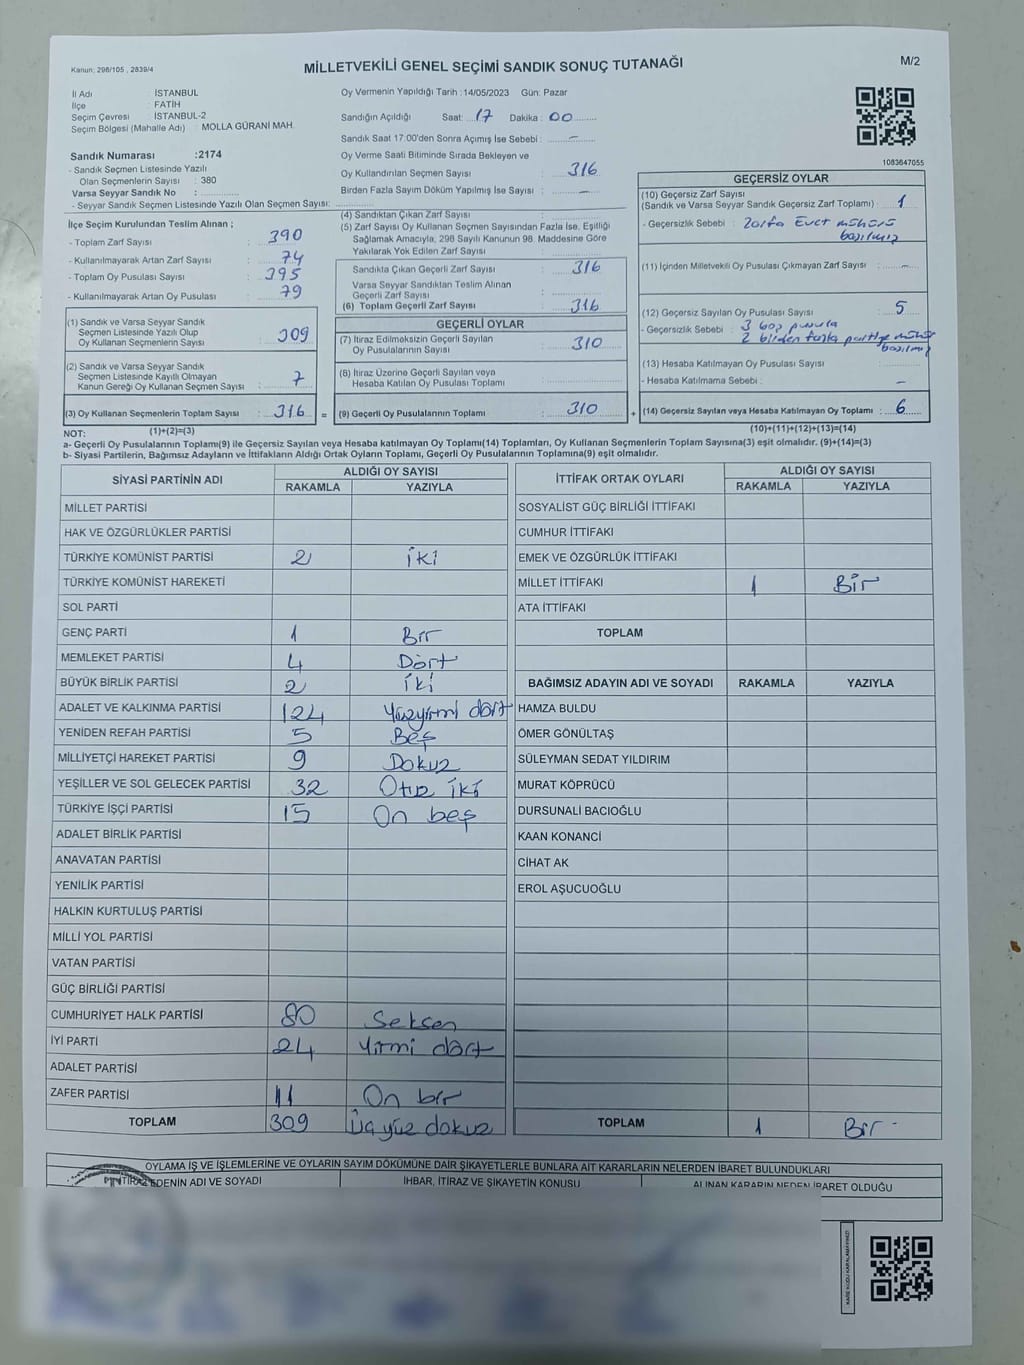 Kanun: 298/105 , 2839/4
MİLLETVEKİLİ GENEL SEÇİMİ SANDIK SONUÇ TUTANAĞI
M/2
İl Adı İSTANBUL
İlçe : FATİH
Seçim Çevresi İSTANBUL-2
Seçim Bölgesi (Mahalle Adı) : MOLLA GÜRANİ MAH.
Sandık Numarası :2174
- Sandık Seçmen Listesinde Yazılı
Olan Seçmenlerin Sayısı : 380
Varsa Seyyar Sandık No :
- Seyyar Sandık Seçmen Listesinde Yazılı Olan Seçmen Sayısı:
Oy Vermenin Yapıldığı Tarih :14/05/2023 Gün: Pazar
Sandığın Açıldığı Saat: 17 Dakika: 00
Sandık Saat 17:00'den Sonra Açımış İse Sebebi : -
Oy Verme Saati Bitiminde Sırada Bekleyen ve
Oy Kullandırılan Seçmen Sayısı : 316
Birden Fazla Sayım Döküm Yapılmış İse Sayısı : -
1083647055
İlçe Seçim Kurulundan Teslim Alınan ;
- Toplam Zarf Sayısı : 390
- Kullanılmayarak Artan Zarf Sayısı : 74
- Toplam Oy Pusulası Sayısı : 395
- Kullanılmayarak Artan Oy Pusulası : 79
(1) Sandık ve Varsa Seyyar Sandık
Seçmen Listesinde Yazılı Olup
Oy Kullanan Seçmenlerin Sayısı : 309
(2) Sandık ve Varsa Seyyar Sandık
Seçmen Listesinde Kayıtlı Olmayan
Kanun Gereği Oy Kullanan Seçmen Sayısı : 7
(3) Oy Kullanan Seçmenlerin Toplam Sayısı : 316 =
(1)+(2)=(3)
(4) Sandıktan Çıkan Zarf Sayısı :
(5) Zarf Sayısı Oy Kullanan Seçmen Sayısından Fazla İse, Eşitliği
Sağlamak Amacıyla, 298 Sayılı Kanunun 98. Maddesine Göre
Yakılarak Yok Edilen Zarf Sayısı :
Sandıkta Çıkan Geçerli Zarf Sayısı : 316
Varsa Seyyar Sandıktan Teslim Alınan
Geçerli Zarf Sayısı :
(6) Toplam Geçerli Zarf Sayısı : 316
GEÇERLİ OYLAR
(7) İtiraz Edilmeksizin Geçerli Sayılan
Oy Pusulasının Sayısı : 310
(8) İtiraz Üzerine Geçerli Sayılan veya
Hesaba Katılan Oy Pusulası Toplamı :
(9) Geçerli Oy Pusulalarının Toplamı : 310 +
GEÇERSİZ OYLAR
(10) Geçersiz Zarf Sayısı
(Sandık ve Varsa Seyyar Sandık Geçersiz Zarf Toplamı) : 1
- Geçersizlik Sebebi : Zarfa Evet mührü
basılmış
(11) İçinden Milletvekili Oy Pusulası Çıkmayan Zarf Sayısı : -
(12) Geçersiz Sayılan Oy Pusulası Sayısı : 5
- Geçersizlik Sebebi : 3 boş pusula
2 birden fazla partiye mühür
basılmış
(13) Hesaba Katılmayan Oy Pusulası Sayısı :
- Hesaba Katılmama Sebebi : -
(14) Geçersiz Sayılan veya Hesaba Katılmayan Oy Toplamı : 6
(10)+(11)+(12)+(13)=(14)
NOT:
a- Geçerli Oy Pusulalarının Toplamı(9) ile Geçersiz Sayılan veya Hesaba katılmayan Oy Toplamı(14) Toplamları, Oy Kullanan Seçmenlerin Toplam Sayısına(3) eşit olmalıdır. (9)+(14)=(3)
b- Siyasi Partilerin, Bağımsız Adayların ve İttifakların Aldığı Ortak Oyların Toplamı, Geçerli Oy Pusulalarının Toplamına(9) eşit olmalıdır.
SİYASİ PARTİNİN ADI ALDIĞI OY SAYISI
RAKAMLA YAZIYLA
MİLLET PARTİSİ
HAK VE ÖZGÜRLÜKLER PARTİSİ
TÜRKİYE KOMÜNİST PARTİSİ 2 iki
TÜRKİYE KOMÜNİST HAREKETİ
SOL PARTİ
GENÇ PARTİ 1 Bir
MEMLEKET PARTİSİ 4 Dört
BÜYÜK BİRLİK PARTİSİ 2 iki
ADALET VE KALKINMA PARTİSİ 124 Yüzyirmi dört
YENİDEN REFAH PARTİSİ 5 Beş
MİLLİYETÇİ HAREKET PARTİSİ 9 Dokuz
YEŞİLLER VE SOL GELECEK PARTİSİ 32 Otuz iki
TÜRKİYE İŞÇİ PARTİSİ 15 On beş
ADALET BİRLİK PARTİSİ
ANAVATAN PARTİSİ
YENİLİK PARTİSİ
HALKIN KURTULUŞ PARTİSİ
MİLLİ YOL PARTİSİ
VATAN PARTİSİ
GÜÇ BİRLİĞİ PARTİSİ
CUMHURİYET HALK PARTİSİ 80 Seksen
İYİ PARTİ 24 Yirmi dört
ADALET PARTİSİ
ZAFER PARTİSİ 11 On bir
TOPLAM 309 Üç yüz dokuz
İTTİFAK ORTAK OYLARI ALDIĞI OY SAYISI
RAKAMLA YAZIYLA
SOSYALİST GÜÇ BİRLİĞİ İTTİFAKI
CUMHUR İTTİFAKI
EMEK VE ÖZGÜRLÜK İTTİFAKI
MİLLET İTTİFAKI 1 Bir
ATA İTTİFAKI
TOPLAM
BAĞIMSIZ ADAYIN ADI VE SOYADI RAKAMLA YAZIYLA
HAMZA BULDU
ÖMER GÖNÜLTAŞ
SÜLEYMAN SEDAT YILDIRIM
MURAT KÖPRÜCÜ
DURSUNALİ BACIOĞLU
KAAN KONANCİ
CİHAT AK
EROL AŞUCUOĞLU
TOPLAM 1 Bir
OYLAMA İŞ VE İŞLEMLERİNE VE OYLARIN SAYIM DÖKÜMÜNE DAİR ŞİKAYETLERLE BUNLARA AİT KARARLARIN NELERDEN İBARET BULUNDUKLARI
İTİRAZ EDENİN ADI VE SOYADI İHBAR, İTİRAZ VE ŞİKAYETİN KONUSU ALINAN KARARIN NEDEN İBARET OLDUĞU
KARE KODU KARALAMAYINIZ!